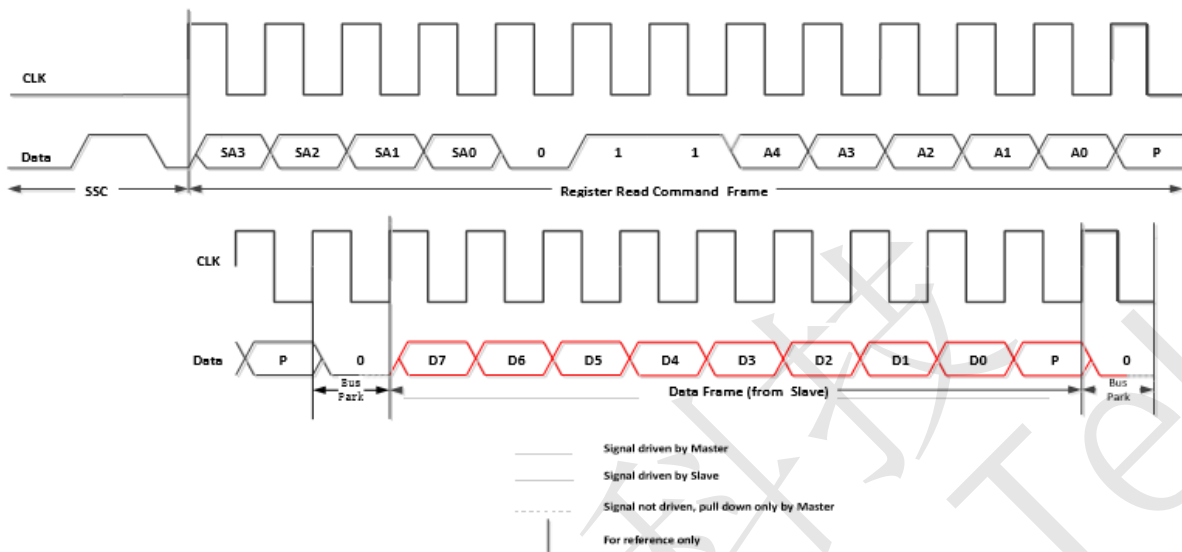 CLK
Data SA3 SA2 SA1 SA0 0 1 1 A4 A3 A2 A1 A0 P
SSC Register Read Command Frame
CLK
Data P 0 D7 D6 D5 D4 D3 D2 D1 D0 P 0
Bus Park Data Frame (from Slave) Bus Park
Signal driven by Master
Signal driven by Slave
Signal not driven, pull down only by Master
For reference only
科技
Tel